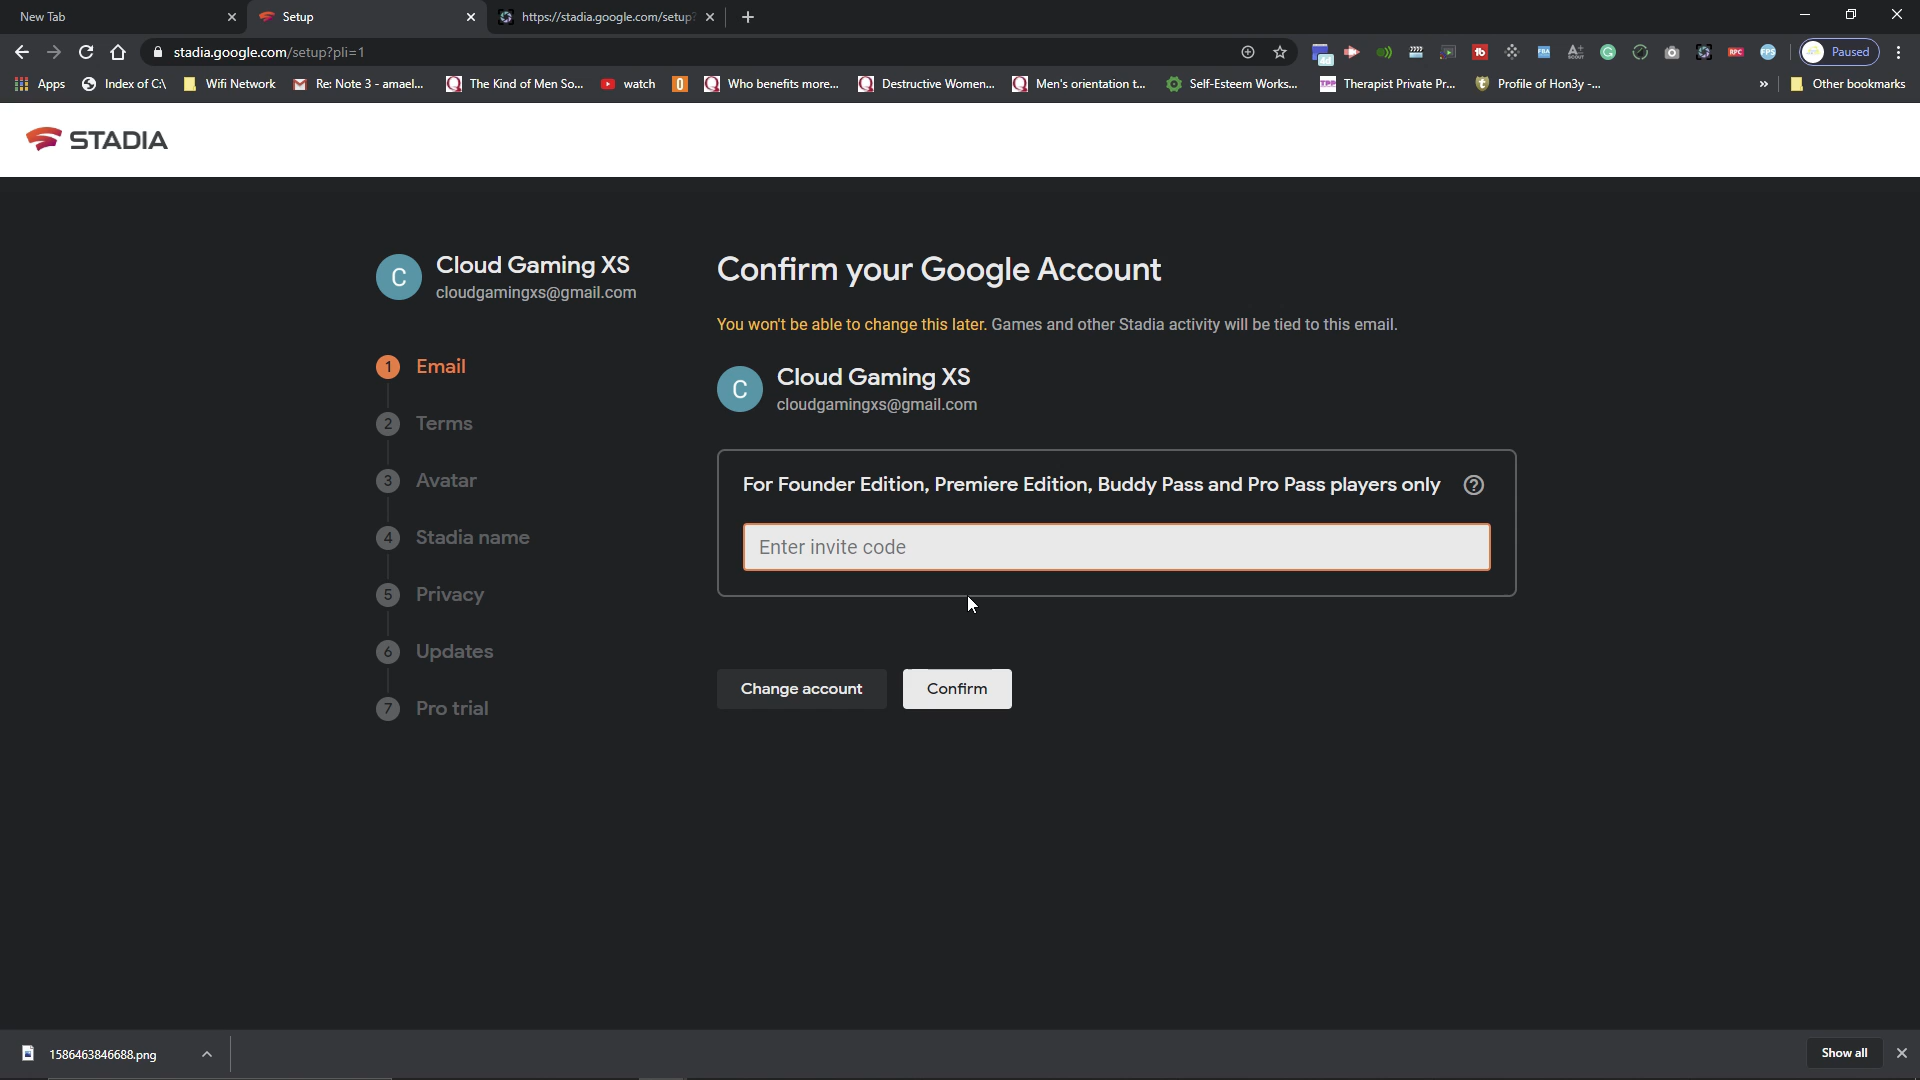 New Tab
Setup
https://stadia.google.com/setup?
stadia.google.com/setup?pli=1
44
Paused
Apps
Index of C:\
Wifi Network
Re: Note 3 - amael...
The Kind of Men So...
watch
Who benefits more...
Destructive Women...
Men's orientation t...
Self-Esteem Works...
Therapist Private Pr...
Profile of Hon3y -...
Other bookmarks
STADIA
C
Cloud Gaming XS
cloudgamingxs@gmail.com
1 Email
2 Terms
3 Avatar
4 Stadia name
5 Privacy
6 Updates
7 Pro trial
Confirm your Google Account
You won't be able to change this later. Games and other Stadia activity will be tied to this email.
C
Cloud Gaming XS
cloudgamingxs@gmail.com
For Founder Edition, Premiere Edition, Buddy Pass and Pro Pass players only
Enter invite code
Change account
Confirm
1586463846688.png
Show all